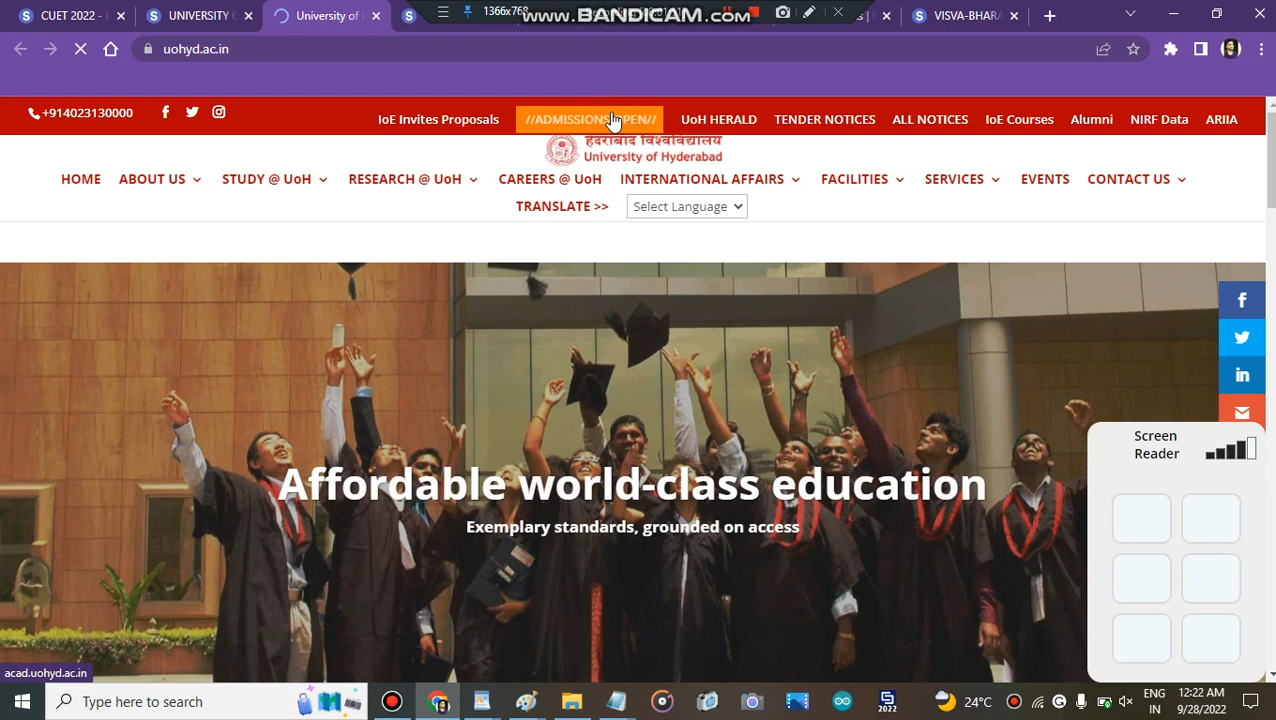 CUET 2022 -
UNIVERSITY
University of
VISVA-BHAR
1366x768
www.BANDICAM.com
uohyd.ac.in
+914023130000
IoE Invites Proposals
//ADMISSIONS OPEN//
UoH HERALD
TENDER NOTICES
ALL NOTICES
IoE Courses
Alumni
NIRF Data
ARIIA
हैदराबाद विश्वविद्यालय
University of Hyderabad
HOME
ABOUT US
STUDY @ UoH
RESEARCH @ UoH
CAREERS @ UoH
INTERNATIONAL AFFAIRS
FACILITIES
SERVICES
EVENTS
CONTACT US
TRANSLATE >>
Select Language
Affordable world-class education
Exemplary standards, grounded on access
Screen
Reader
acad.uohyd.ac.in
Type here to search
2022
24°C
ENG
IN
12:22 AM
9/28/2022